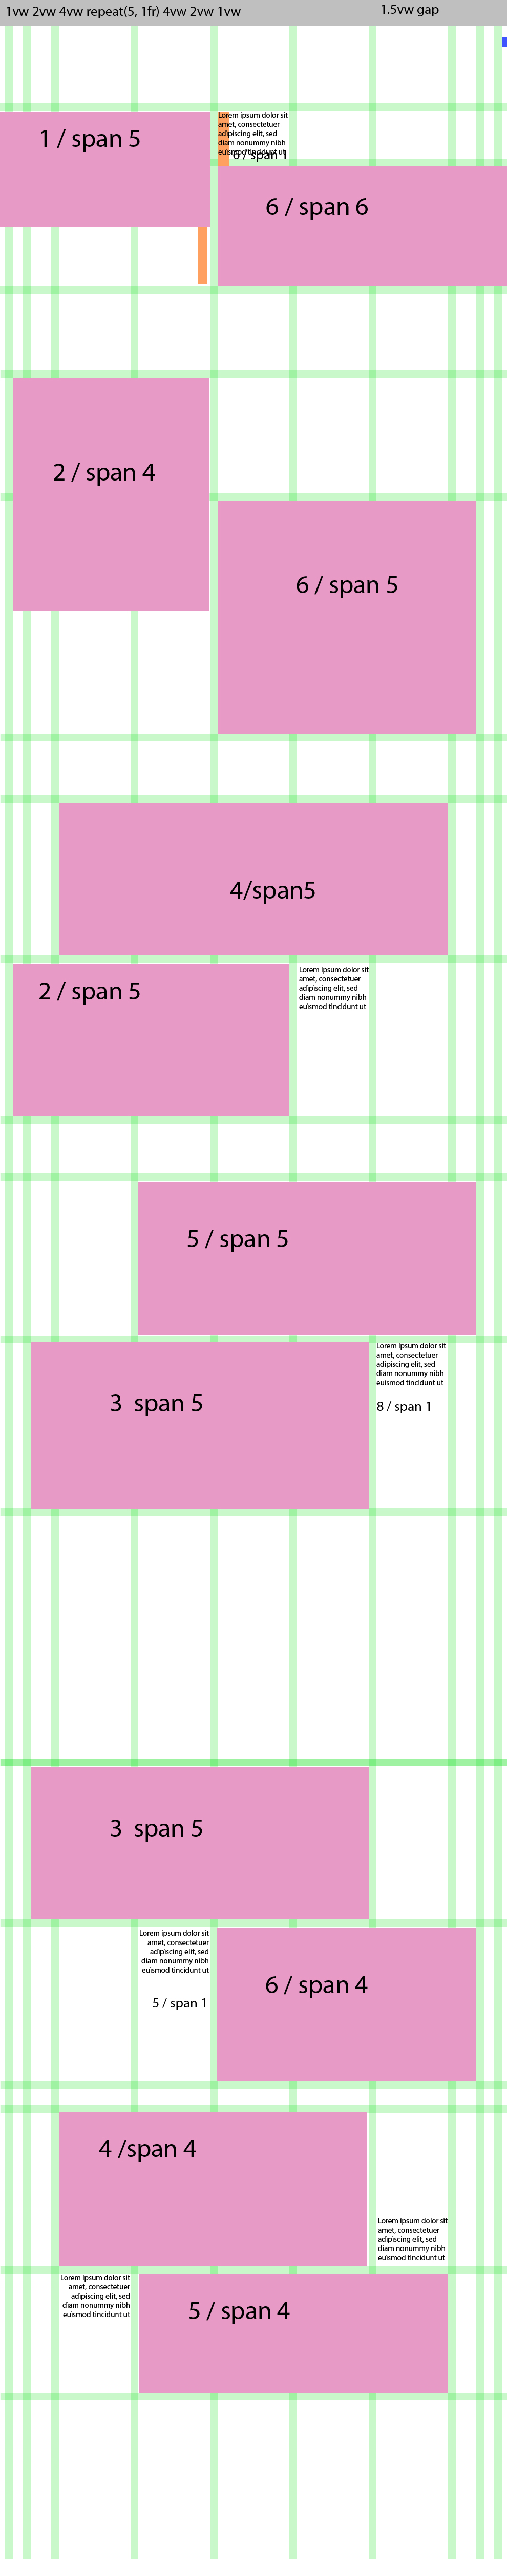 1vw 2vw 4vw repeat(5, 1fr) 4vw 2vw 1vw
1.5vw gap
1 / span 5
Lorem ipsum dolor sit
amet, consectetuer
adipiscing elit, sed
diam nonummy nibh
euismod tincidunt ut
6 / span 1
6 / span 6
2 / span 4
6 / span 5
4/span5
2 / span 5
Lorem ipsum dolor sit
amet, consectetuer
adipiscing elit, sed
diam nonummy nibh
euismod tincidunt ut
5 / span 5
3  span 5
Lorem ipsum dolor sit
amet, consectetuer
adipiscing elit, sed
diam nonummy nibh
euismod tincidunt ut
8 / span 1
3  span 5
Lorem ipsum dolor sit
amet, consectetuer
adipiscing elit, sed
diam nonummy nibh
euismod tincidunt ut
5 / span 1
6 / span 4
4 /span 4
Lorem ipsum dolor sit
amet, consectetuer
adipiscing elit, sed
diam nonummy nibh
euismod tincidunt ut
Lorem ipsum dolor sit
amet, consectetuer
adipiscing elit, sed
diam nonummy nibh
euismod tincidunt ut
5 / span 4